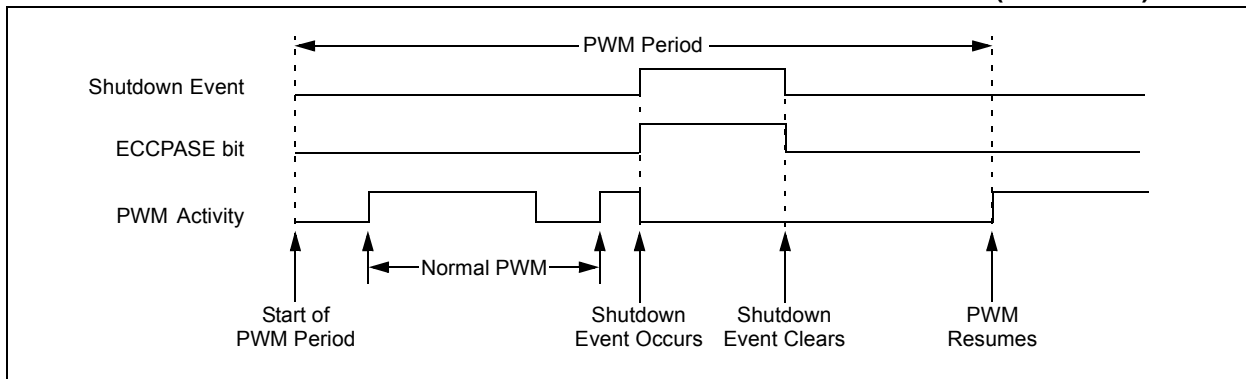 PWM Period
Shutdown Event
ECCPASE bit
PWM Activity
Normal PWM
Start of
PWM Period
Shutdown
Event Occurs
Shutdown
Event Clears
PWM
Resumes